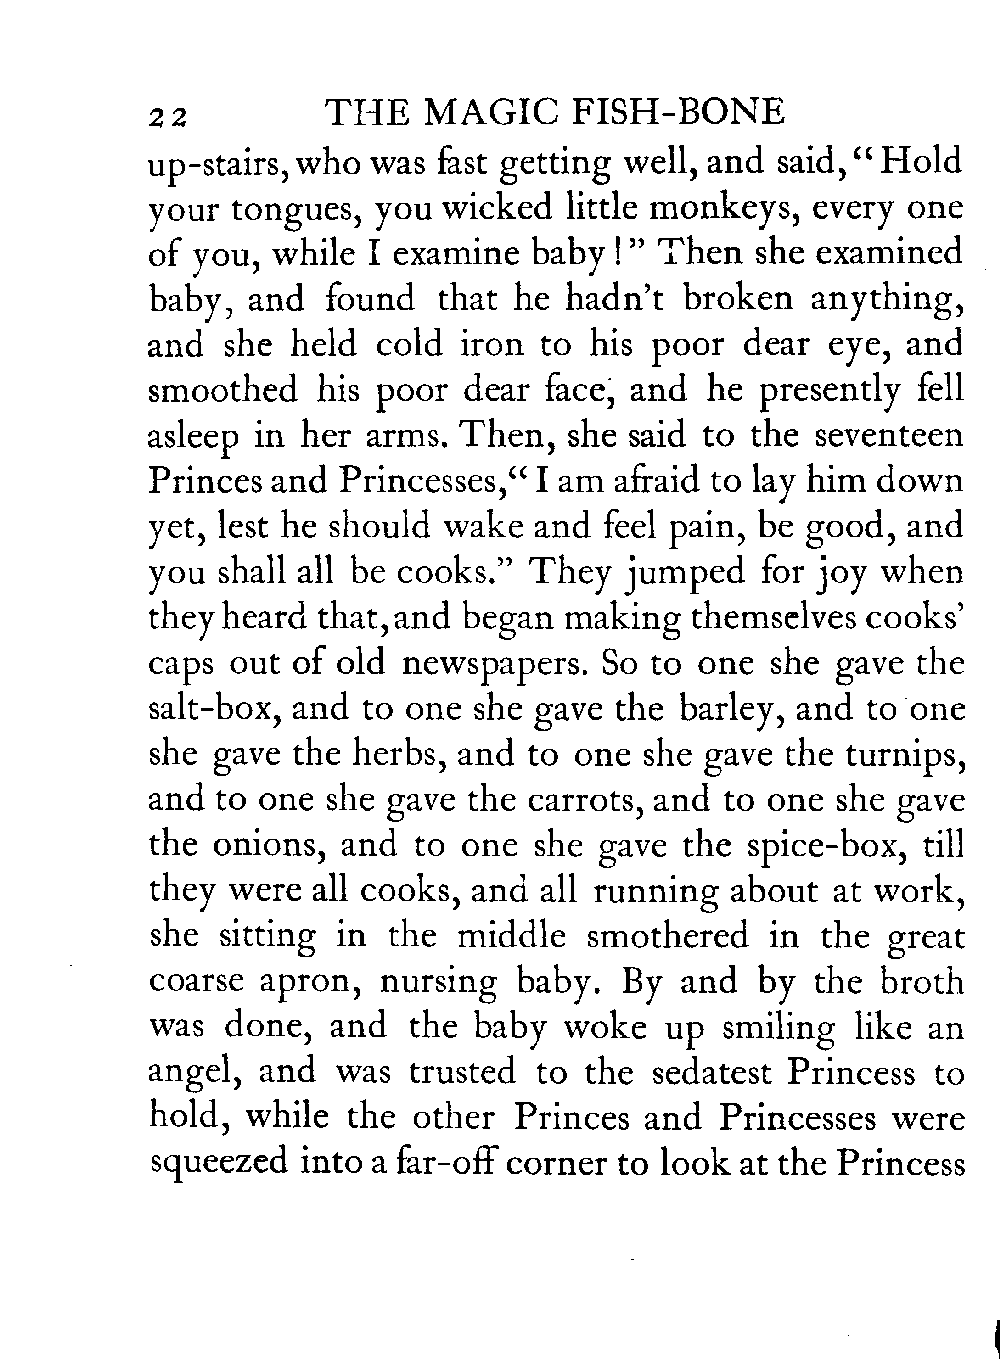 22 THE MAGIC FISH-BONE
up-stairs, who was fast getting well, and said, “Hold
your tongues, you wicked little monkeys, every one
of you, while I examine baby!” Then she examined
baby, and found that he hadn’t broken anything,
and she held cold iron to his poor dear eye, and
smoothed his poor dear face, and he presently fell
asleep in her arms. Then, she said to the seventeen
Princes and Princesses, “I am afraid to lay him down
yet, lest he should wake and feel pain, be good, and
you shall all be cooks.” They jumped for joy when
they heard that, and began making themselves cooks’
caps out of old newspapers. So to one she gave the
salt-box, and to one she gave the barley, and to one
she gave the herbs, and to one she gave the turnips,
and to one she gave the carrots, and to one she gave
the onions, and to one she gave the spice-box, till
they were all cooks, and all running about at work,
she sitting in the middle smothered in the great
coarse apron, nursing baby. By and by the broth
was done, and the baby woke up smiling like an
angel, and was trusted to the sedatest Princess to
hold, while the other Princes and Princesses were
squeezed into a far-off corner to look at the Princess